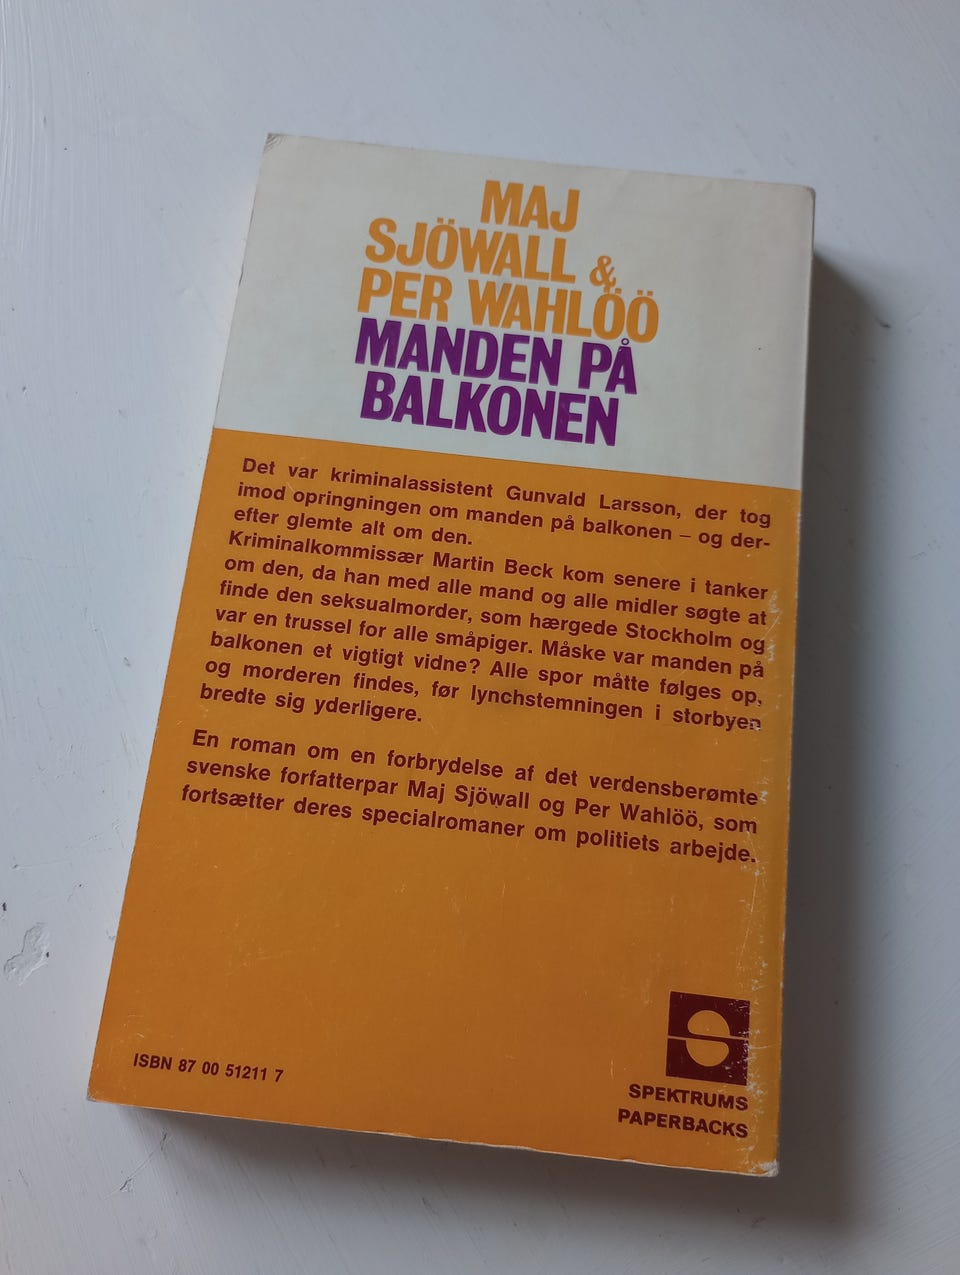 MAJ
SJÖWALL &
PER WAHLÖÖ
MANDEN PÅ
BALKONEN
Det var kriminalassistent Gunvald Larsson, der tog
imod opringningen om manden på balkonen – og der-
efter glemte alt om den.
Kriminalkommissær Martin Beck kom senere i tanker
om den, da han med alle mand og alle midler søgte at
finde den seksualmorder, som hærgede Stockholm og
var en trussel for alle småpiger. Måske var manden på
balkonen et vigtigt vidne? Alle spor måtte følges op,
og morderen findes, før lynchstemningen i storbyen
bredte sig yderligere.
En roman om en forbrydelse af det verdensberømte
svenske forfatterpar Maj Sjöwall og Per Wahlöö, som
fortsætter deres specialromaner om politiets arbejde.
ISBN 87 00 51211 7
SPEKTRUMS
PAPERBACKS